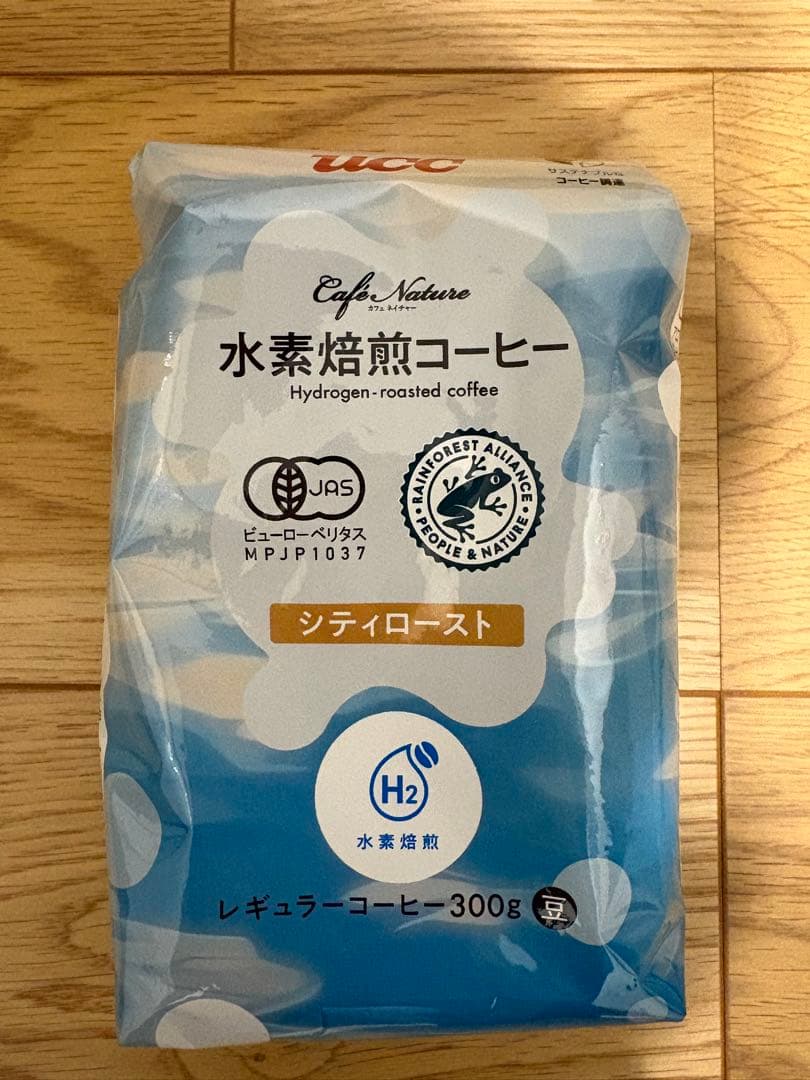 UCC
サステナブルな
コーヒー調達
Café Nature
カフェ ネイチャー
水素焙煎コーヒー
Hydrogen-roasted coffee
JAS
ビューローベリタス
MPJP1037
RAINFOREST ALLIANCE
PEOPLE & NATURE
シティロースト
H2
水素焙煎
レギュラーコーヒー300g 豆